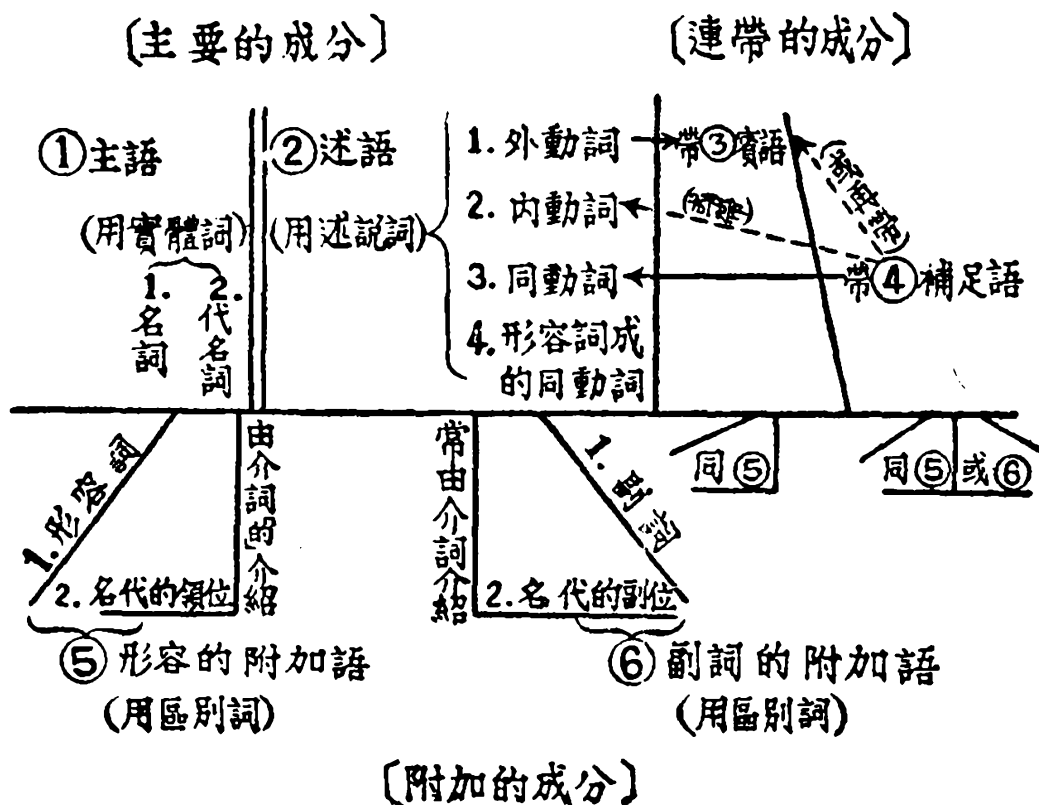 〔主要的成分〕
〔連帶的成分〕
①主語
(用實體詞)
1.名詞
2.代名詞
②述語
(用述說詞)
1.外動詞
2.內動詞
3.同動詞
4.形容詞成
的同動詞
帶③賓語
(或再帶)
帶④補足語
1.形容詞
2.名代的領位
由介詞「的」介紹
⑤形容的附加語
(用區別詞)
常由介詞介紹
1.副詞
2.名代的副位
⑥副詞的附加語
(用區別詞)
同⑤
同⑤或⑥
〔附加的成分〕